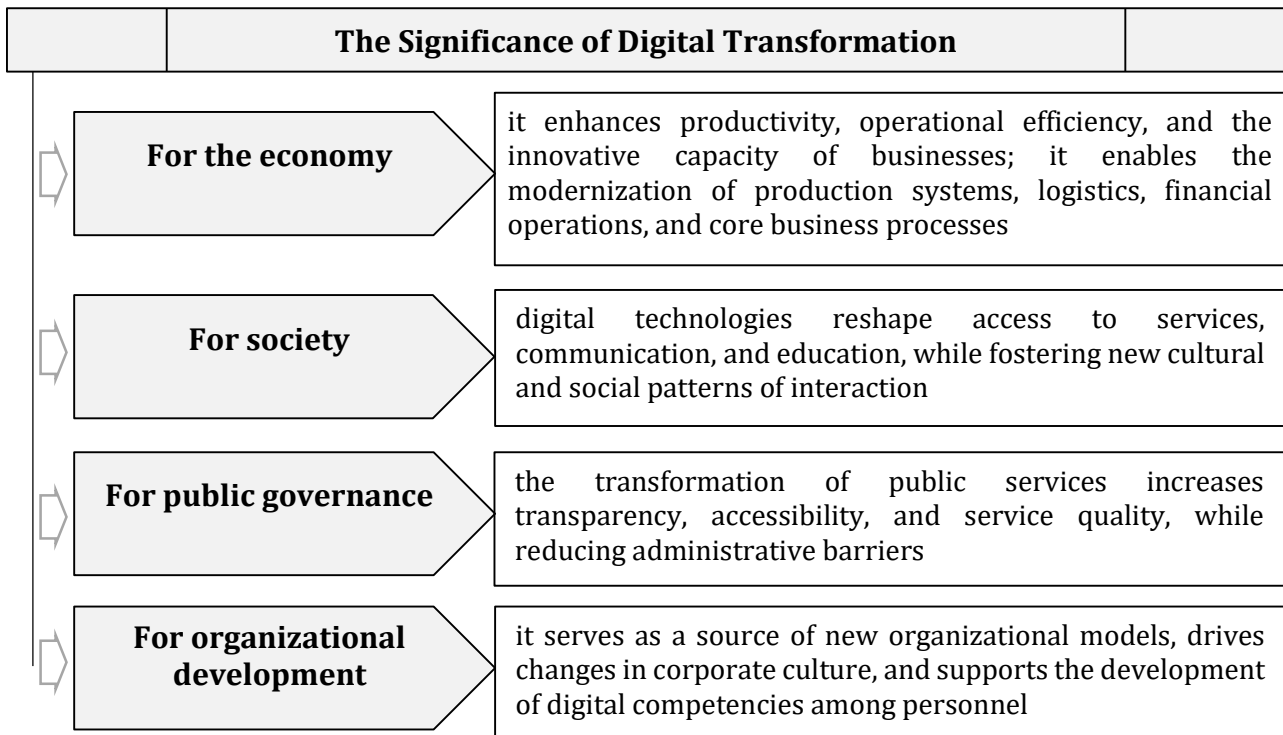 The Significance of Digital Transformation
For the economy
it enhances productivity, operational efficiency, and the
innovative capacity of businesses; it enables the
modernization of production systems, logistics, financial
operations, and core business processes
For society
digital technologies reshape access to services,
communication, and education, while fostering new cultural
and social patterns of interaction
For public governance
the transformation of public services increases
transparency, accessibility, and service quality, while
reducing administrative barriers
For organizational
development
it serves as a source of new organizational models, drives
changes in corporate culture, and supports the development
of digital competencies among personnel